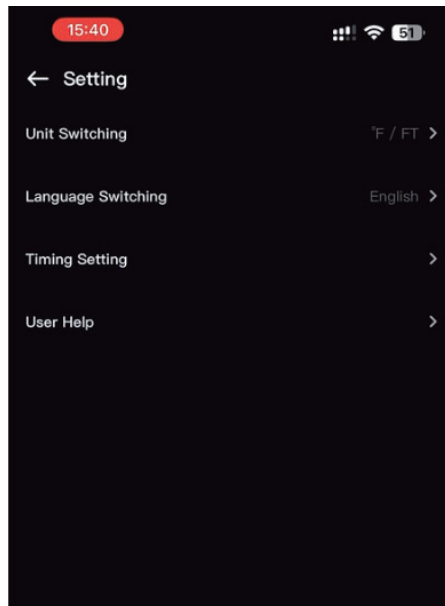 15:40
51
← Setting
Unit Switching °F / FT >
Language Switching English >
Timing Setting >
User Help >